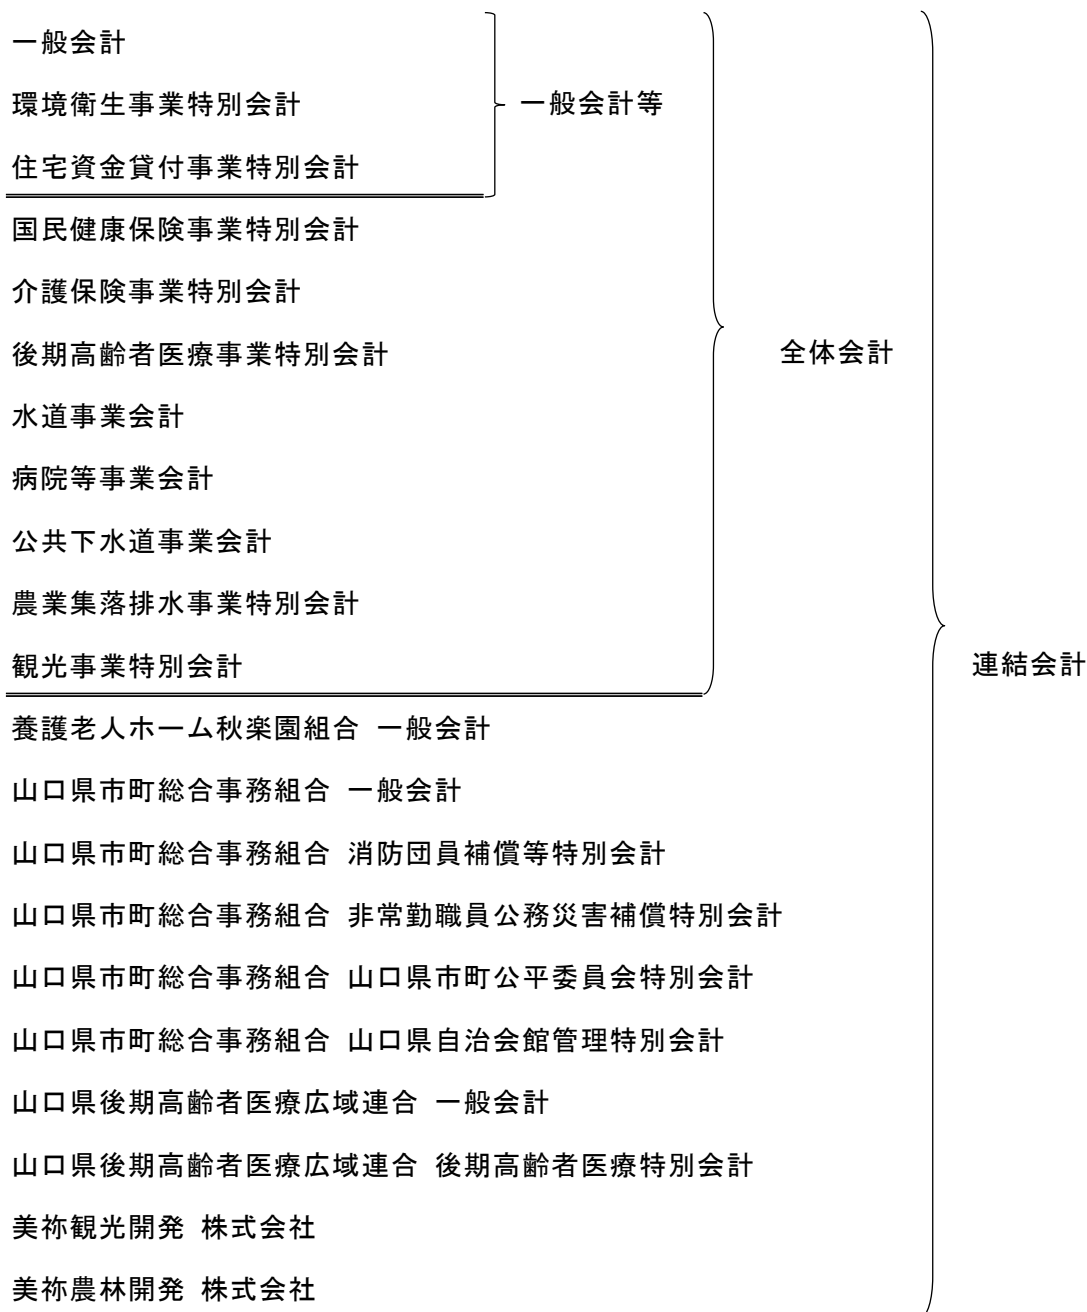 一般会計
環境衛生事業特別会計
一般会計等
住宅資金貸付事業特別会計
国民健康保険事業特別会計
介護保険事業特別会計
後期高齢者医療事業特別会計
全体会計
水道事業会計
病院等事業会計
公共下水道事業会計
農業集落排水事業特別会計
観光事業特別会計
連結会計
養護老人ホーム秋楽園組合 一般会計
山口県市町総合事務組合 一般会計
山口県市町総合事務組合 消防団員補償等特別会計
山口県市町総合事務組合 非常勤職員公務災害補償特別会計
山口県市町総合事務組合 山口県市町公平委員会特別会計
山口県市町総合事務組合 山口県自治会館管理特別会計
山口県後期高齢者医療広域連合 一般会計
山口県後期高齢者医療広域連合 後期高齢者医療特別会計
美祢観光開発 株式会社
美祢農林開発 株式会社